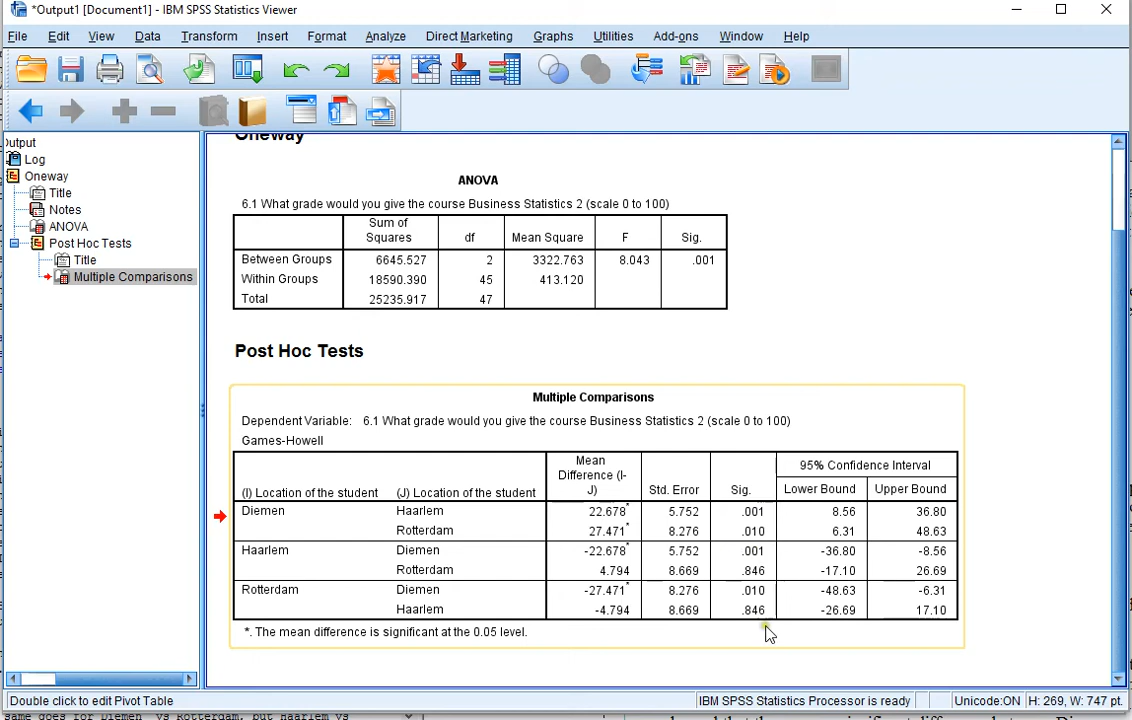 *Output1 [Document1] - IBM SPSS Statistics Viewer
File Edit View Data Transform Insert Format Analyze Direct Marketing Graphs Utilities Add-ons Window Help
Output
Log
Oneway
Title
Notes
ANOVA
Post Hoc Tests
Title
Multiple Comparisons
Oneway
ANOVA
6.1 What grade would you give the course Business Statistics 2 (scale 0 to 100)
Sum of Squares df Mean Square F Sig.
Between Groups 6645.527 2 3322.763 8.043 .001
Within Groups 18590.390 45 413.120
Total 25235.917 47
Post Hoc Tests
Multiple Comparisons
Dependent Variable: 6.1 What grade would you give the course Business Statistics 2 (scale 0 to 100)
Games-Howell
(I) Location of the student (J) Location of the student Mean Difference (I-J) Std. Error Sig. 95% Confidence Interval
Lower Bound Upper Bound
Diemen Haarlem 22.678* 5.752 .001 8.56 36.80
Rotterdam 27.471* 8.276 .010 6.31 48.63
Haarlem Diemen -22.678* 5.752 .001 -36.80 -8.56
Rotterdam 4.794 8.669 .846 -17.10 26.69
Rotterdam Diemen -27.471* 8.276 .010 -48.63 -6.31
Haarlem -4.794 8.669 .846 -26.69 17.10
*. The mean difference is significant at the 0.05 level.
Double click to edit Pivot Table IBM SPSS Statistics Processor is ready Unicode:ON H: 269, W: 747 pt.
same goes for Diemen vs Rotterdam, but Haarlem vs